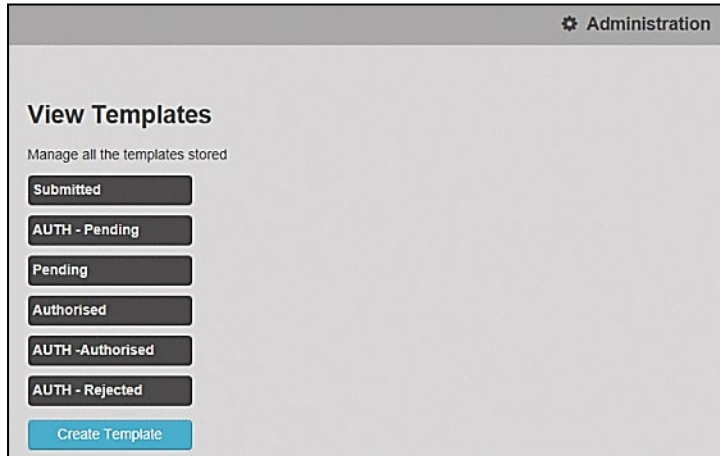 Administration
View Templates
Manage all the templates stored
Submitted
AUTH - Pending
Pending
Authorised
AUTH -Authorised
AUTH - Rejected
Create Template